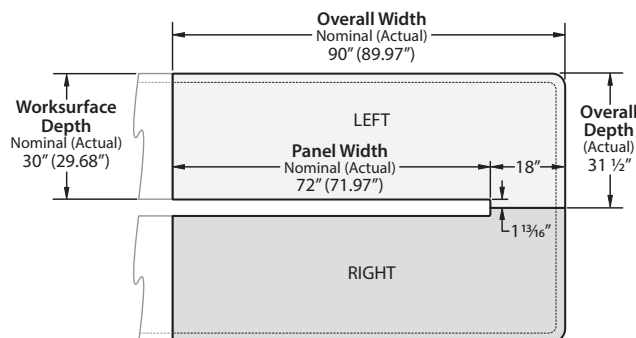 Overall Width
Nominal (Actual)
90” (89.97”)
Worksurface
Depth
Nominal (Actual)
30” (29.68”)
LEFT
Overall
Depth
(Actual)
31 ½”
Panel Width
Nominal (Actual)
72” (71.97”)
18”
1 13⁄16”
RIGHT